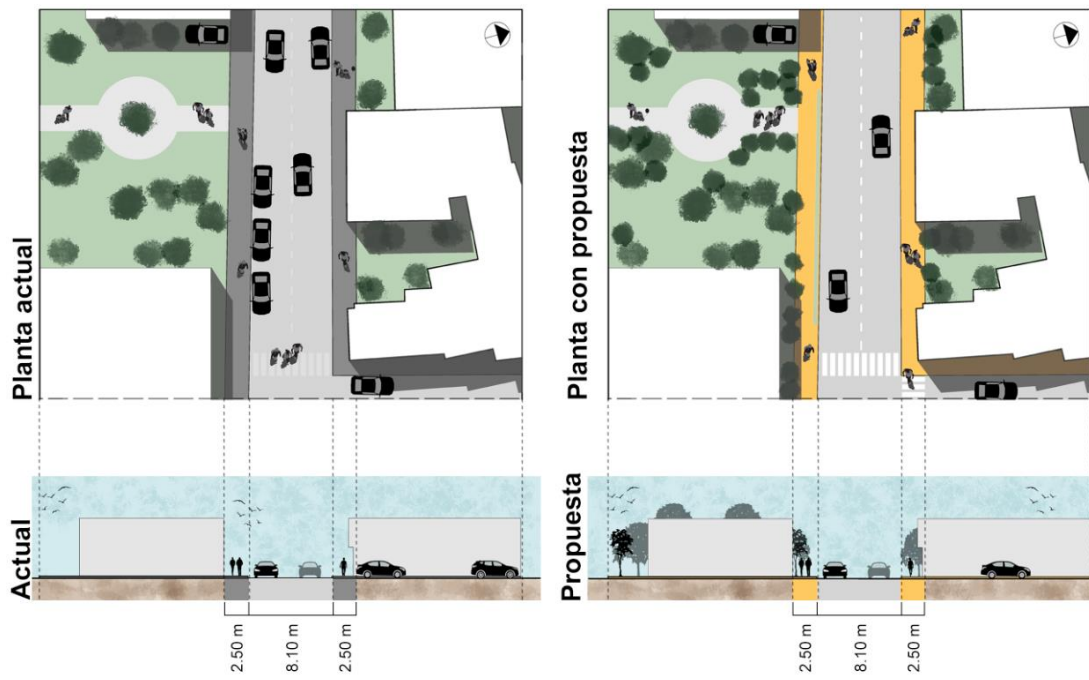 Planta actual
Planta con propuesta
Actual
Propuesta
2.50 m
8.10 m
2.50 m
2.50 m
8.10 m
2.50 m